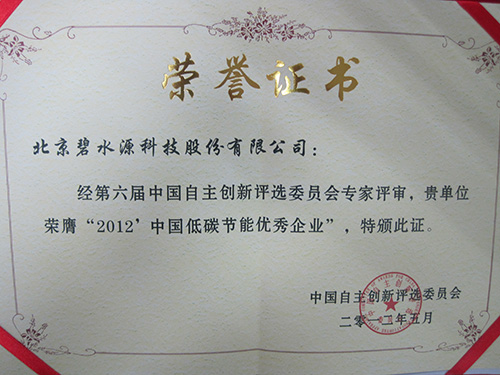 荣誉证书
北京碧水源科技股份有限公司：
经第六届中国自主创新评选委员会专家评审，贵单位
荣膺“2012’中国低碳节能优秀企业”，特颁此证。
中国自主创新评选委员会
二零一二年五月